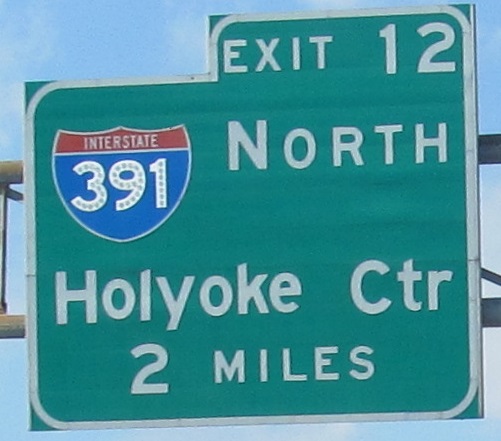 EXIT 12
INTERSTATE
391
NORTH
Holyoke Ctr
2 MILES